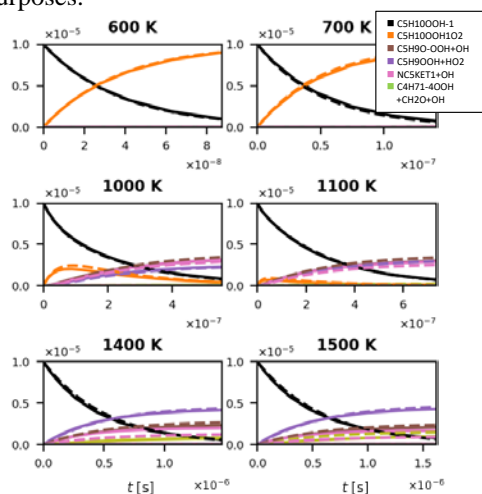 urposes.
600 K
700 K
C5H10OOH-1
C5H10OOH1O2
C5H9O-OOH+OH
C5H9OOH+HO2
NC5KET1+OH
C4H71-4OOH
+CH2O+OH
×10⁻⁵
1.0
0.5
0.0
0 2 4 6 8
×10⁻⁸
×10⁻⁵
1.0
0.5
0.0
0.0 0.5 1.0
×10⁻⁷
1000 K
1100 K
×10⁻⁵
1.0
0.5
0.0
0 2 4
×10⁻⁷
×10⁻⁵
1.0
0.5
0.0
0 2 4 6
×10⁻⁷
1400 K
1500 K
×10⁻⁵
1.0
0.5
0.0
0.0 0.5 1.0
t [s]
×10⁻⁶
×10⁻⁵
1.0
0.5
0.0
0.0 0.5 1.0 1.5
t [s]
×10⁻⁶